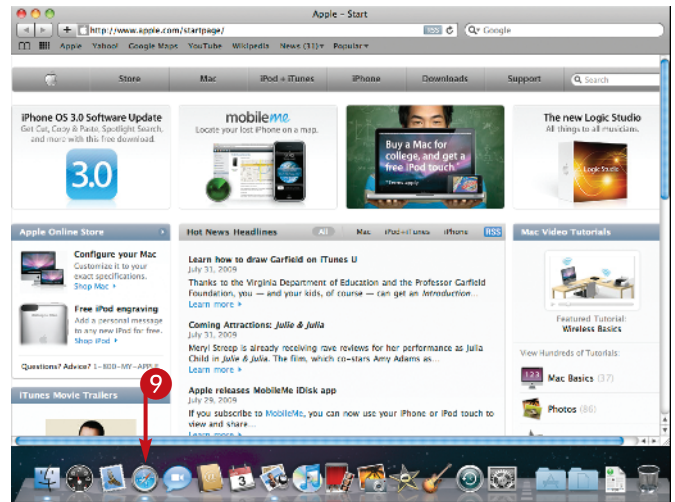 Apple – Start
http://www.apple.com/startpage/
RSS
Google
Apple Yahoo! Google Maps YouTube Wikipedia News (31) Popular
Store Mac iPod + iTunes iPhone Downloads Support Search
iPhone OS 3.0 Software Update
Get Cut, Copy & Paste, Spotlight Search,
and more with this free download.
3.0
mobileme
Locate your lost iPhone on a map.
Buy a Mac for
college, and get a
free iPod touch.*
*Terms apply
The new Logic Studio
All things to all musicians.
Logic Studio
Apple Online Store
Configure your Mac
Customize it to your
exact specifications.
Shop Mac
Free iPod engraving
Add a personal message
to any new iPod for free.
Shop iPod
Questions? Advice? 1-800-MY-APPLE
iTunes Movie Trailers
Hot News Headlines All Mac iPod+iTunes iPhone RSS
Learn how to draw Garfield on iTunes U
July 31, 2009
Thanks to the Virginia Department of Education and the Professor Garfield
Foundation, you — and your kids, of course — can get an Introduction...
Learn more
Coming Attractions: Julie & Julia
July 31, 2009
Meryl Streep is already receiving rave reviews for her performance as Julia
Child in Julie & Julia. The film, which co-stars Amy Adams as...
Learn more
Apple releases MobileMe iDisk app
July 29, 2009
If you subscribe to MobileMe, you can now use your iPhone or iPod touch to
view and share...
Learn more
Mac Video Tutorials
Featured Tutorial:
Wireless Basics
View Hundreds of Tutorials:
123 Mac Basics (37)
Photos (86)
9
3